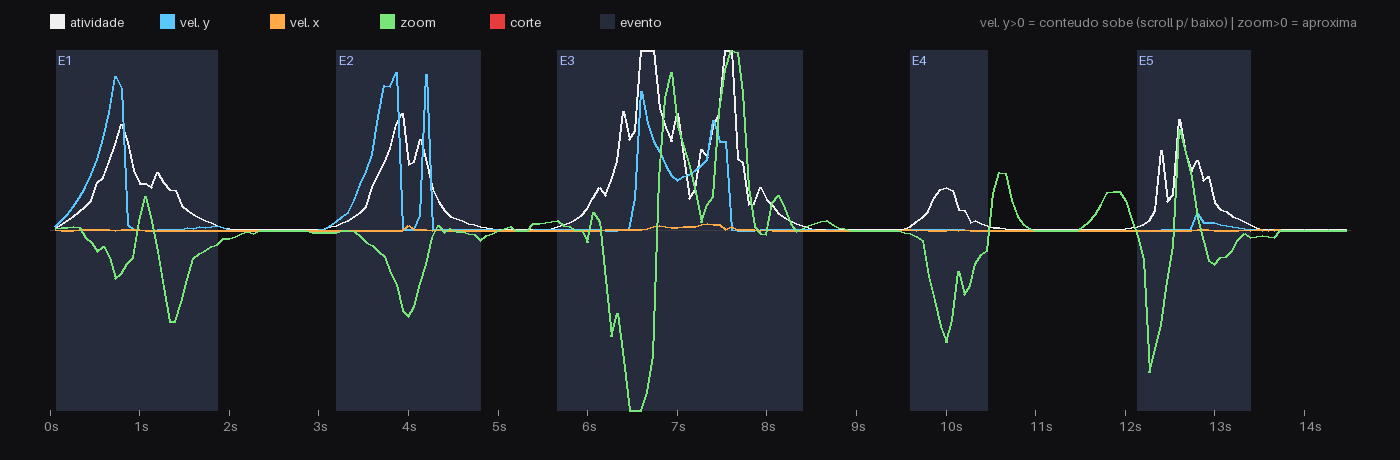 atividade vel. y vel. x zoom corte evento vel. y>0 = conteudo sobe (scroll p/ baixo) | zoom>0 = aproxima
E1 E2 E3 E4 E5
0s 1s 2s 3s 4s 5s 6s 7s 8s 9s 10s 11s 12s 13s 14s